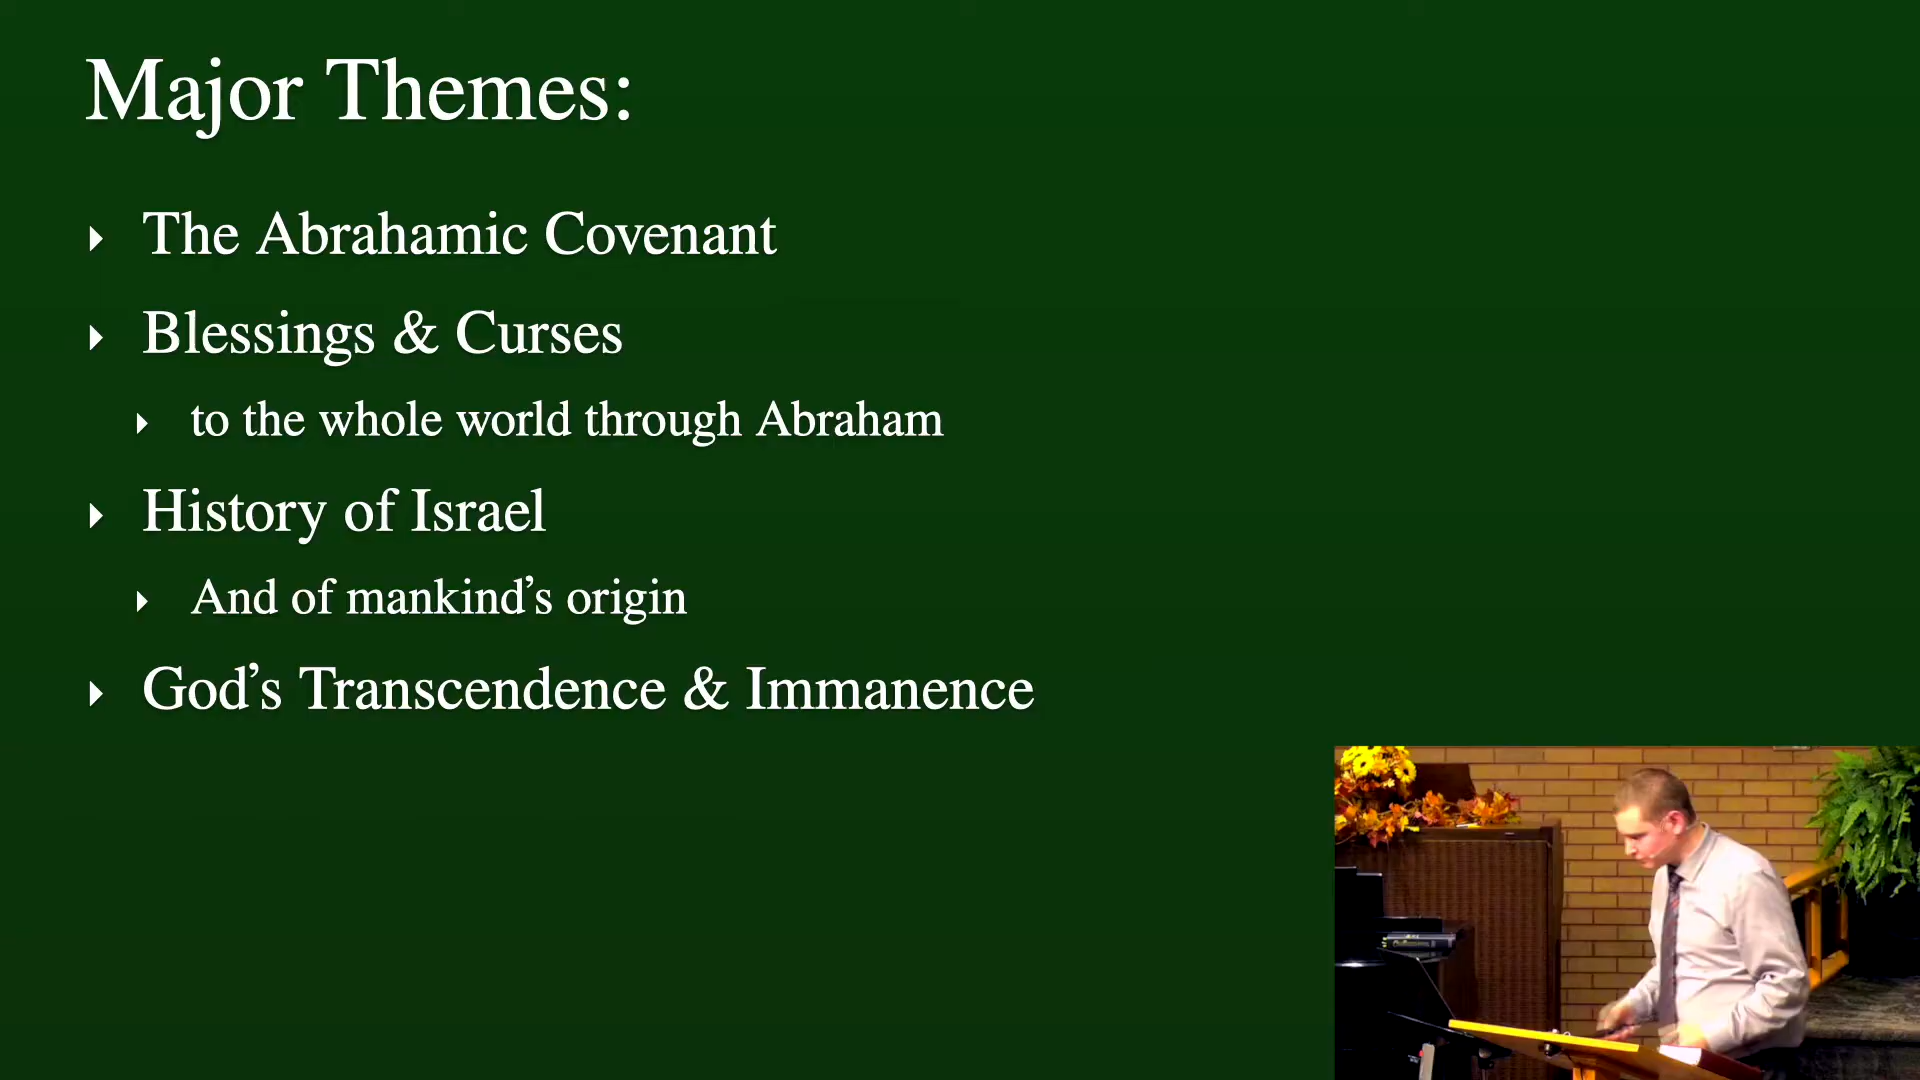 Major Themes:
The Abrahamic Covenant
Blessings & Curses
to the whole world through Abraham
History of Israel
And of mankind’s origin
God’s Transcendence & Immanence